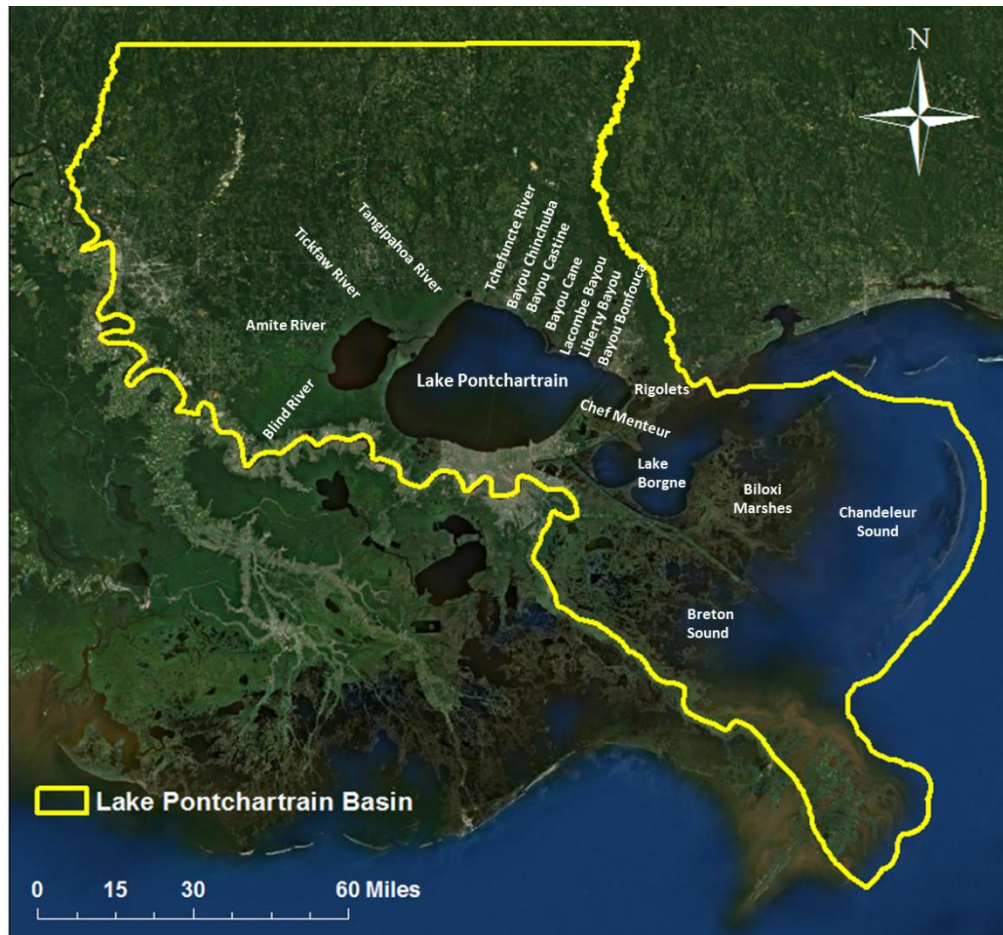 N
Tickfaw River
Tangipahoa River
Tchefuncte River
Bayou Chinchuba
Bayou Castine
Bayou Cane
Lacombe Bayou
Liberty Bayou
Bayou Bonfouca
Amite River
Blind River
Lake Pontchartrain
Rigolets
Chef Menteur
Lake
Borgne
Biloxi
Marshes
Chandeleur
Sound
Breton
Sound
Lake Pontchartrain Basin
0 15 30 60 Miles